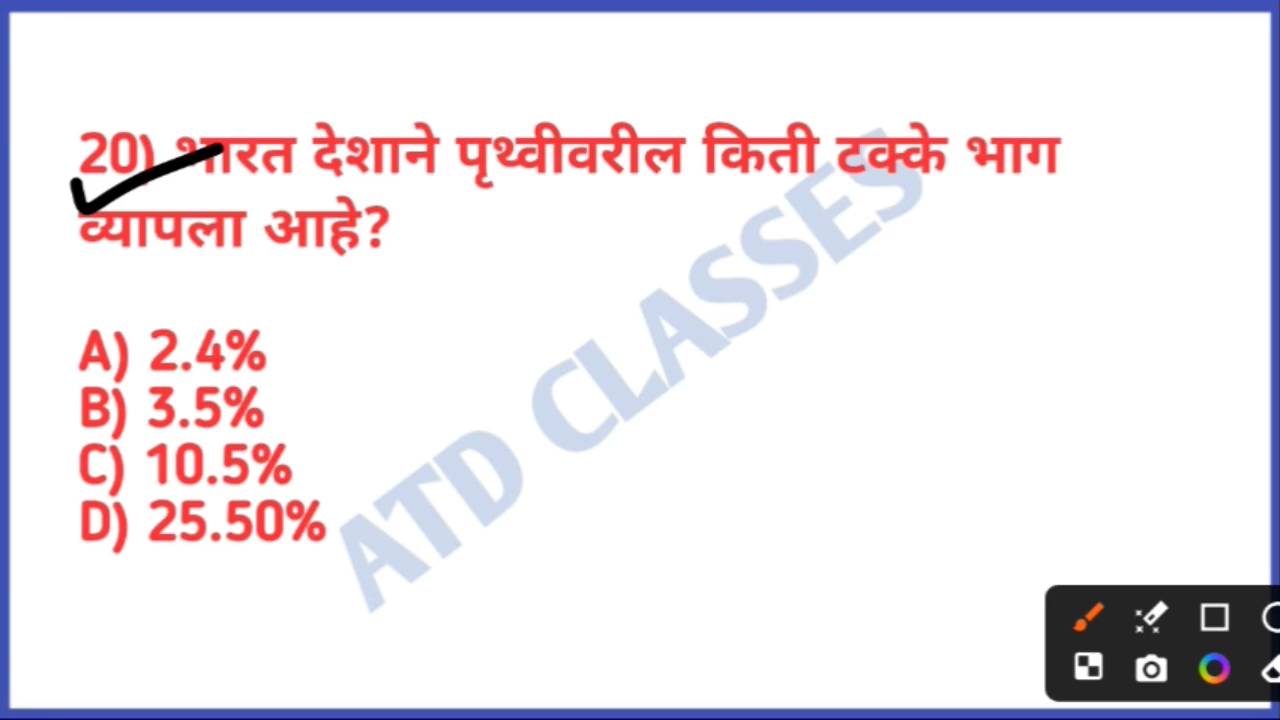 20) भारत देशाने पृथ्वीवरील किती टक्के भाग
व्यापला आहे?
A) 2.4%
B) 3.5%
C) 10.5%
D) 25.50%
ATD CLASSES